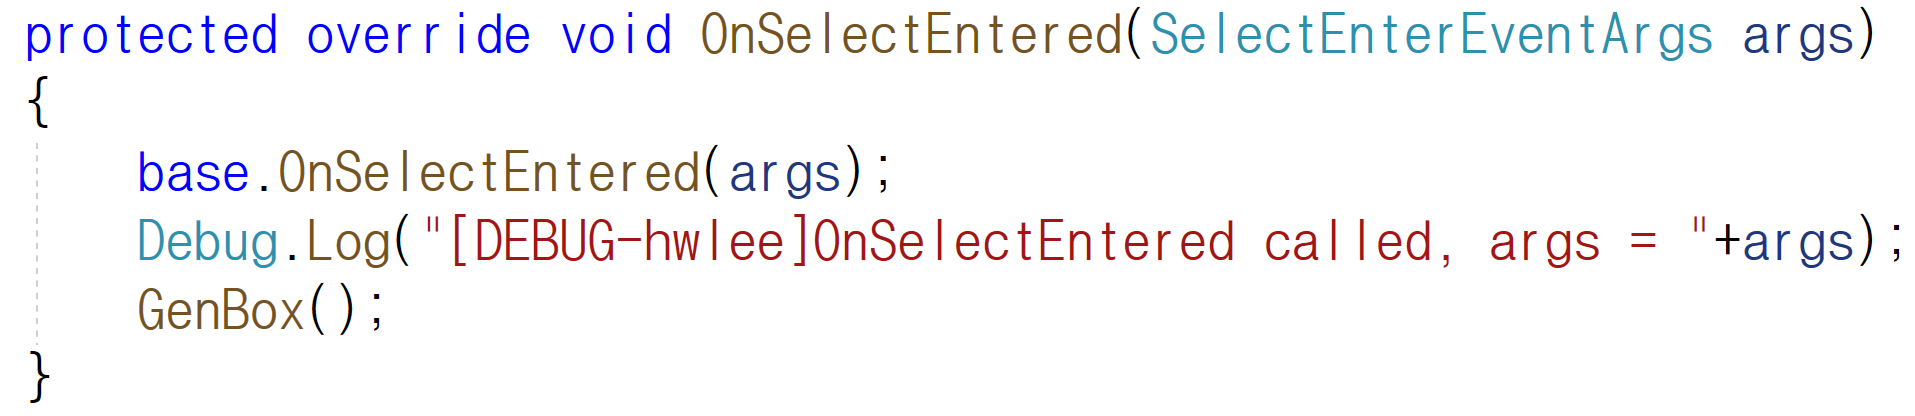 protected override void OnSelectEntered(SelectEnterEventArgs args)
{
    base.OnSelectEntered(args);
    Debug.Log("[DEBUG-hwlee]OnSelectEntered called, args = "+args);
    GenBox();
}